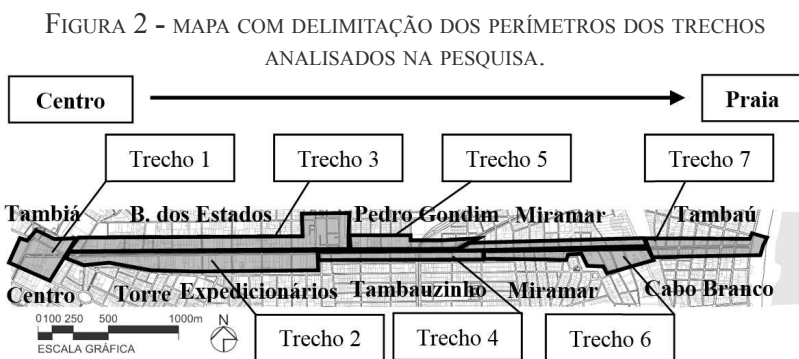 FIGURA 2 - MAPA COM DELIMITAÇÃO DOS PERÍMETROS DOS TRECHOS
ANALISADOS NA PESQUISA.
Centro Praia
Trecho 1 Trecho 3 Trecho 5 Trecho 7
Tambiá B. dos Estados Pedro Gondim Miramar Tambaú
Centro Torre Expedicionários Tambauzinho Miramar Cabo Branco
0 100 250 500 1000m
ESCALA GRÁFICA
N
Trecho 2 Trecho 4 Trecho 6